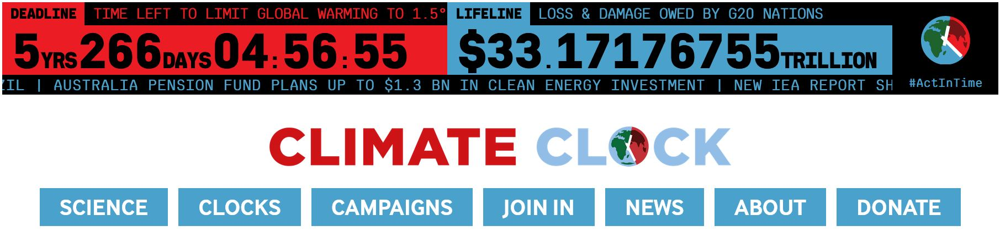 DEADLINE TIME LEFT TO LIMIT GLOBAL WARMING TO 1.5°
5YRS266DAYS04:56:55
LIFELINE LOSS & DAMAGE OWED BY G20 NATIONS
$33.17176755TRILLION
ZIL | AUSTRALIA PENSION FUND PLANS UP TO $1.3 BN IN CLEAN ENERGY INVESTMENT | NEW IEA REPORT SH
#ActInTime
CLIMATE CLOCK
SCIENCE CLOCKS CAMPAIGNS JOIN IN NEWS ABOUT DONATE